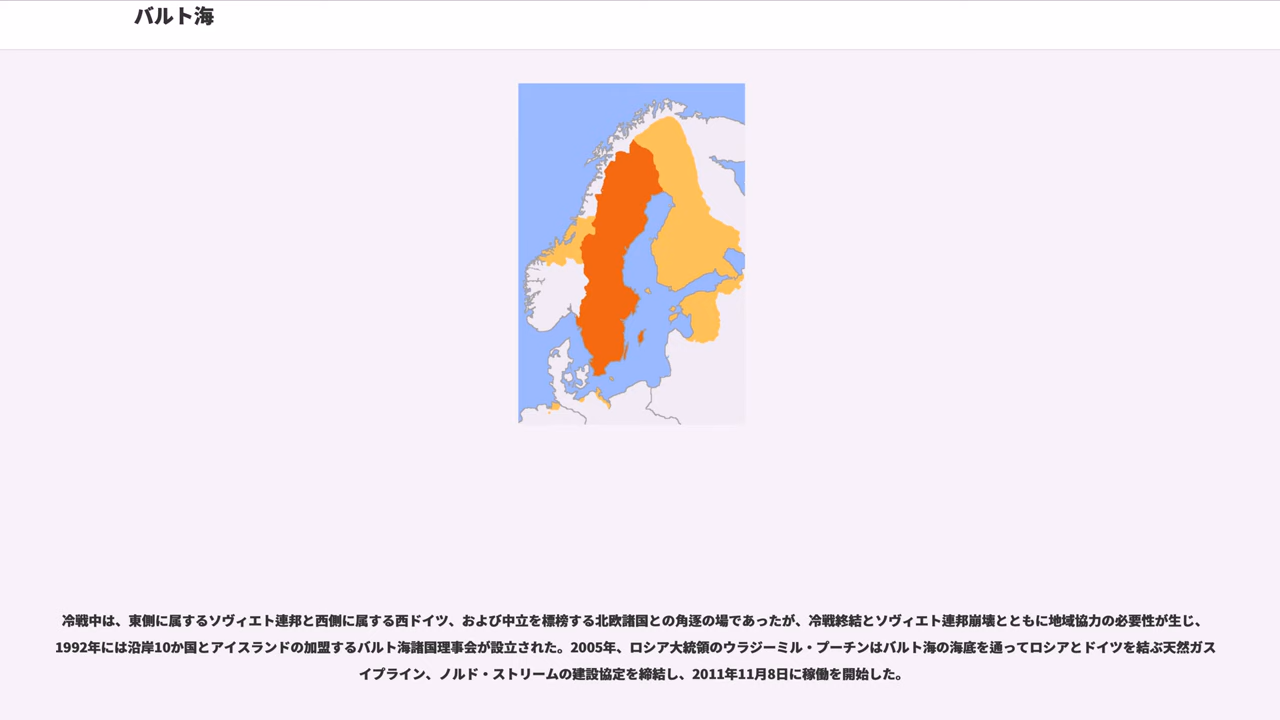 バルト海
冷戦中は、東側に属するソヴィエト連邦と西側に属する西ドイツ、および中立を標榜する北欧諸国との角逐の場であったが、冷戦終結とソヴィエト連邦崩壊とともに地域協力の必要性が生じ、
1992年には沿岸10か国とアイスランドの加盟するバルト海諸国理事会が設立された。2005年、ロシア大統領のウラジーミル・プーチンはバルト海の海底を通ってロシアとドイツを結ぶ天然ガス
イプライン、ノルド・ストリームの建設協定を締結し、2011年11月8日に稼働を開始した。